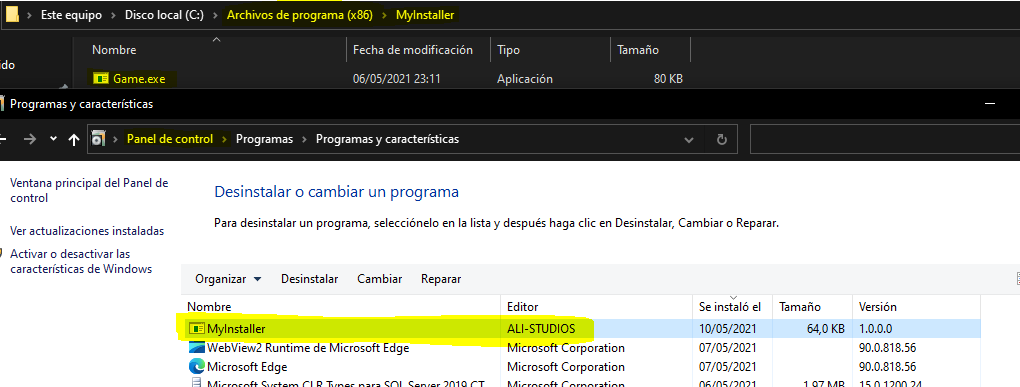 Este equipo > Disco local (C:) > Archivos de programa (x86) > MyInstaller
Nombre Fecha de modificación Tipo Tamaño
ido
Game.exe 06/05/2021 23:11 Aplicación 80 KB
Programas y características
Panel de control > Programas > Programas y características
Ventana principal del Panel de
control
Ver actualizaciones instaladas
Activar o desactivar las
características de Windows
Desinstalar o cambiar un programa
Para desinstalar un programa, selecciónelo en la lista y después haga clic en Desinstalar, Cambiar o Reparar.
Organizar Desinstalar Cambiar Reparar
Nombre Editor Se instaló el Tamaño Versión
MyInstaller ALI-STUDIOS 10/05/2021 64,0 KB 1.0.0.0
WebView2 Runtime de Microsoft Edge Microsoft Corporation 07/05/2021 90.0.818.56
Microsoft Edge Microsoft Corporation 07/05/2021 90.0.818.56
Microsoft System CLR Types para SQL Server 2019 CT Microsoft Corporation 06/05/2021 1,97 MB 15.0.1200.24